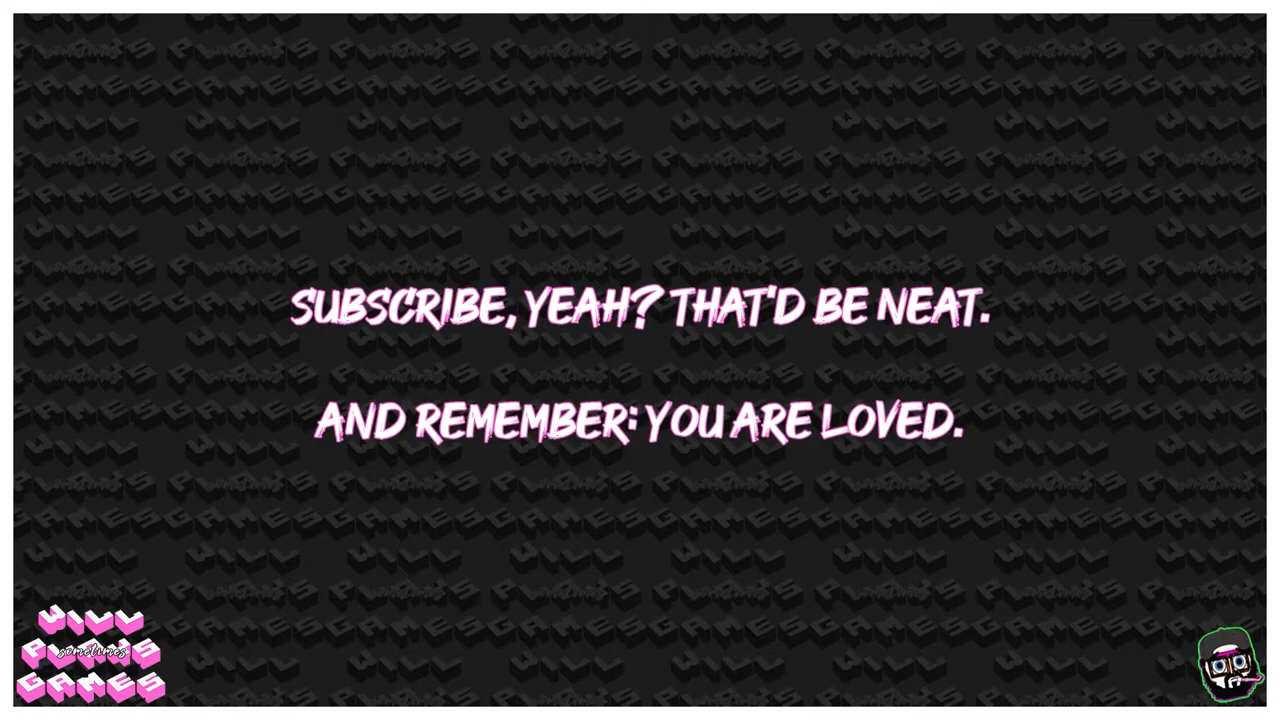 SUBSCRIBE, YEAH? THAT'D BE NEAT.
AND REMEMBER: YOU ARE LOVED.
WILL
PLAYS
sometimes
GAMES